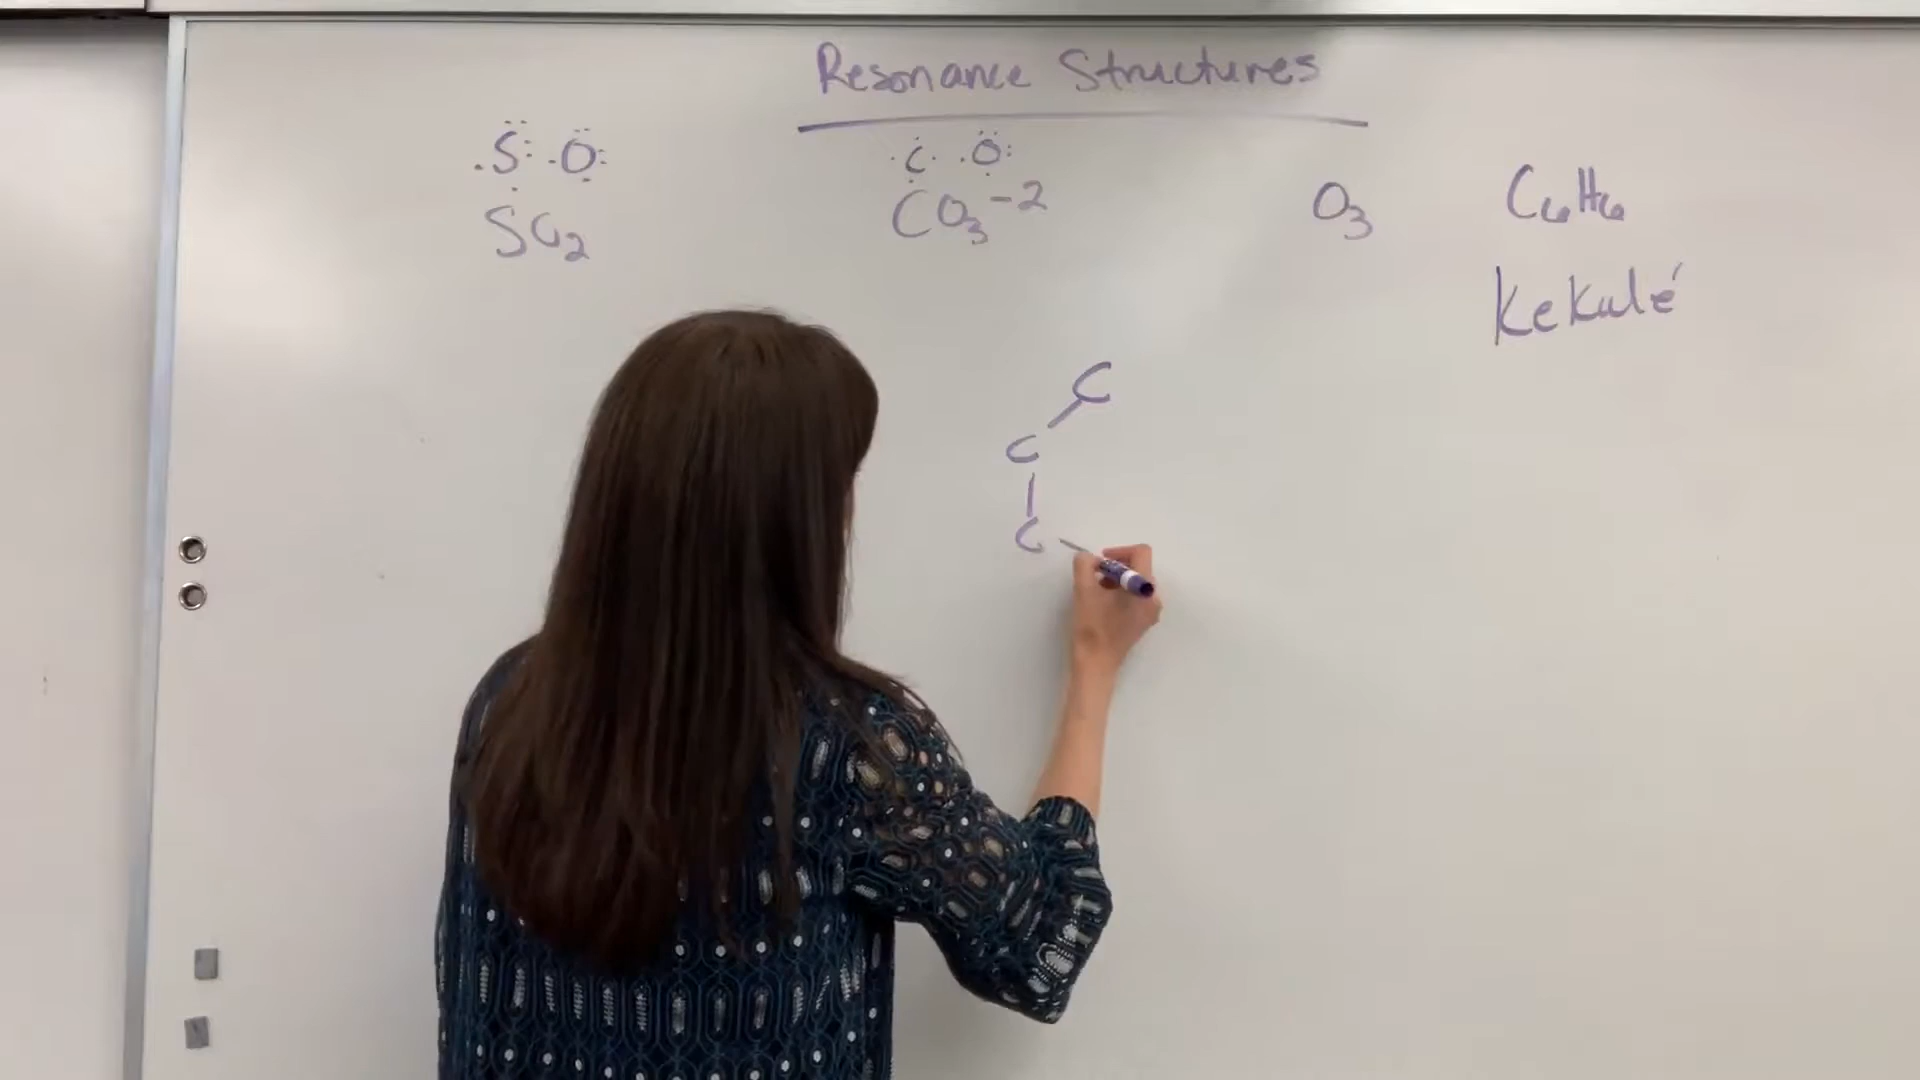 Resonance Structures
S O
C O
SO2
CO3-2
O3
C6H6
Kekulé
C
C
C